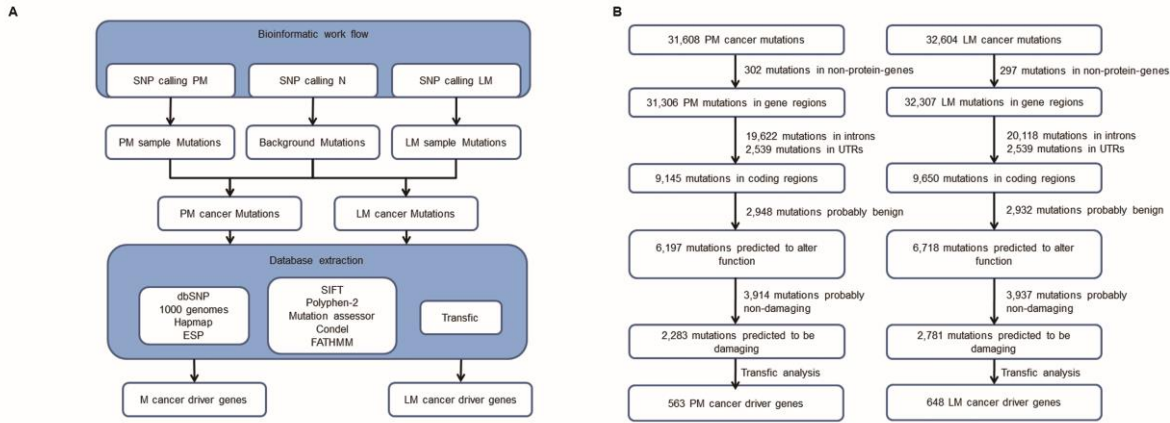 A
Bioinformatic work flow
SNP calling PM
SNP calling N
SNP calling LM
PM sample Mutations
Background Mutations
LM sample Mutations
PM cancer Mutations
LM cancer Mutations
Database extraction
dbSNP
1000 genomes
Hapmap
ESP
SIFT
Polyphen-2
Mutation assessor
Condel
FATHMM
Transfic
M cancer driver genes
LM cancer driver genes
B
31,608 PM cancer mutations
302 mutations in non-protein-genes
31,306 PM mutations in gene regions
19,622 mutations in introns
2,539 mutations in UTRs
9,145 mutations in coding regions
2,948 mutations probably benign
6,197 mutations predicted to alter
function
3,914 mutations probably
non-damaging
2,283 mutations predicted to be
damaging
Transfic analysis
563 PM cancer driver genes
32,604 LM cancer mutations
297 mutations in non-protein-genes
32,307 LM mutations in gene regions
20,118 mutations in introns
2,539 mutations in UTRs
9,650 mutations in coding regions
2,932 mutations probably benign
6,718 mutations predicted to alter
function
3,937 mutations probably
non-damaging
2,781 mutations predicted to be
damaging
Transfic analysis
648 LM cancer driver genes